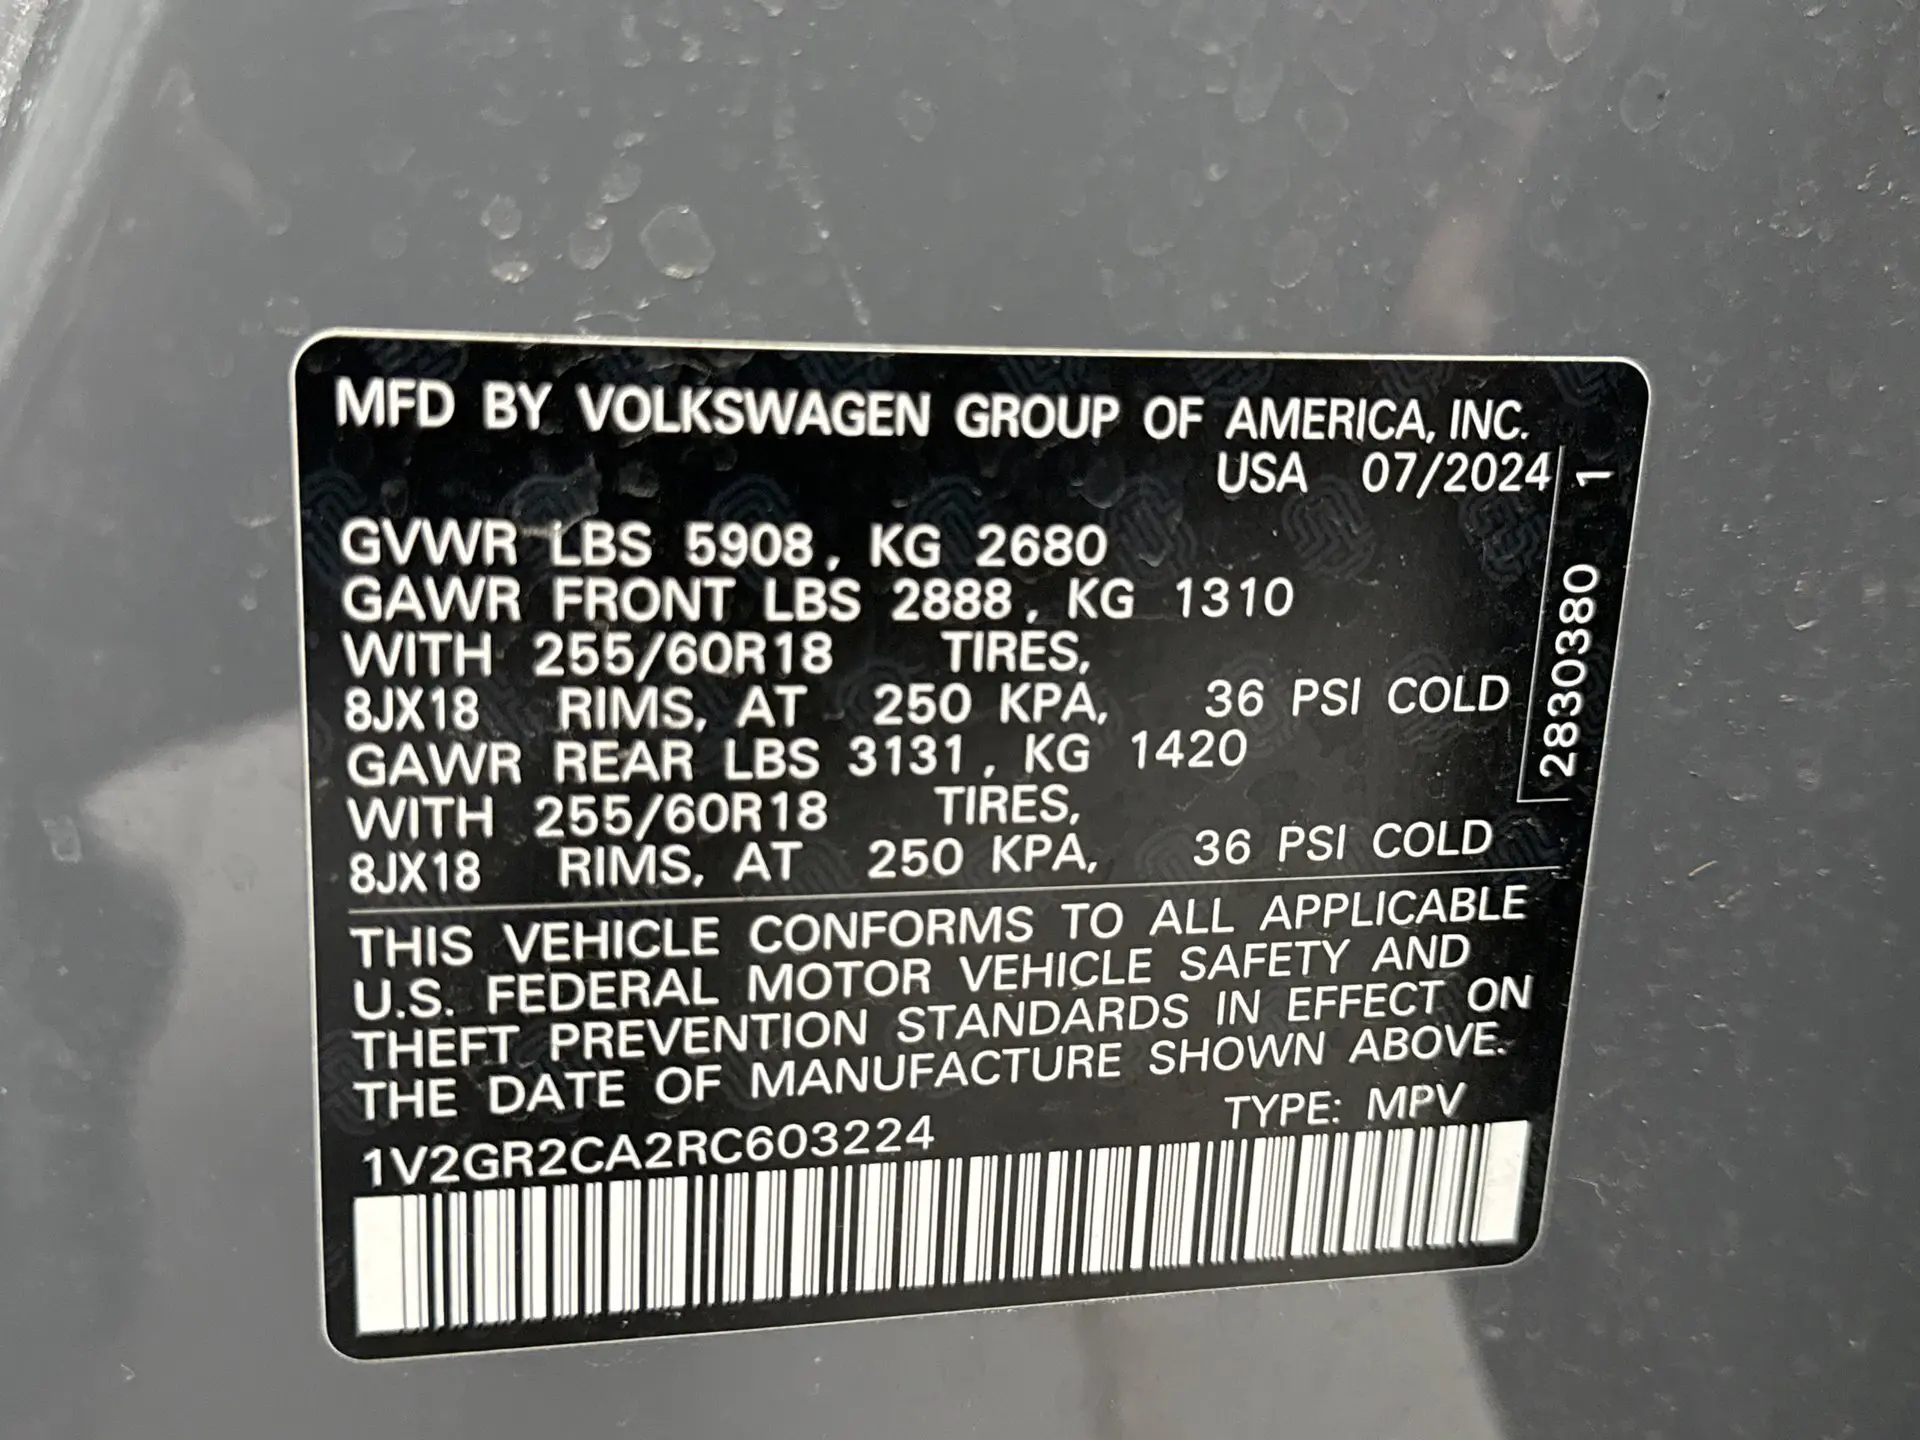 MFD BY VOLKSWAGEN GROUP OF AMERICA, INC.
USA 07/2024
GVWR LBS 5908, KG 2680
GAWR FRONT LBS 2888, KG 1310
WITH 255/60R18 TIRES,
8JX18 RIMS, AT 250 KPA, 36 PSI COLD
GAWR REAR LBS 3131, KG 1420
WITH 255/60R18 TIRES,
8JX18 RIMS, AT 250 KPA, 36 PSI COLD
2830380 1
THIS VEHICLE CONFORMS TO ALL APPLICABLE
U.S. FEDERAL MOTOR VEHICLE SAFETY AND
THEFT PREVENTION STANDARDS IN EFFECT ON
THE DATE OF MANUFACTURE SHOWN ABOVE.
1V2GR2CA2RC603224 TYPE: MPV